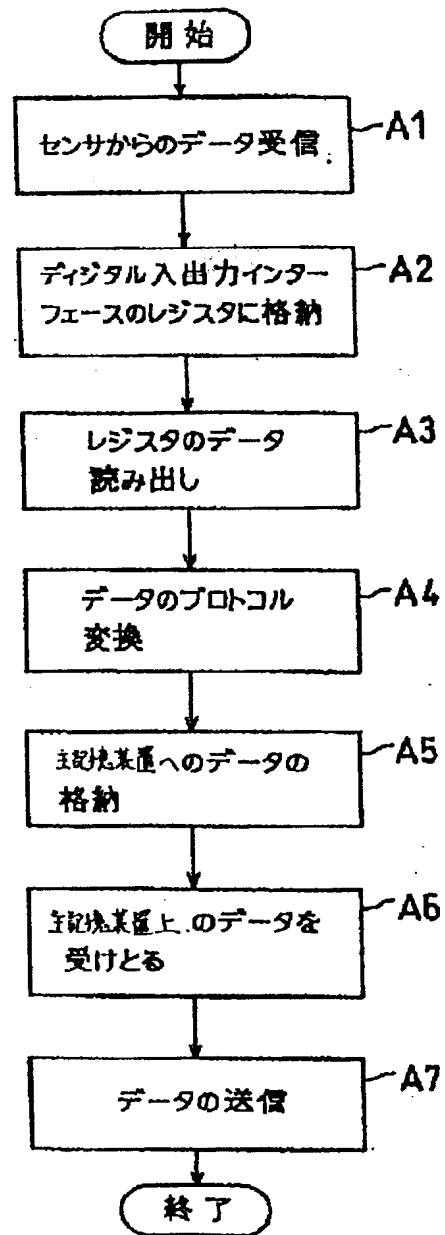 開始
センサからのデータ受信
A1
ディジタル入出力インター
フェースのレジスタに格納
A2
レジスタのデータ
読み出し
A3
データのプロトコル
変換
A4
主記憶装置へのデータの
格納
A5
主記憶装置上のデータを
受けとる
A6
データの送信
A7
終了